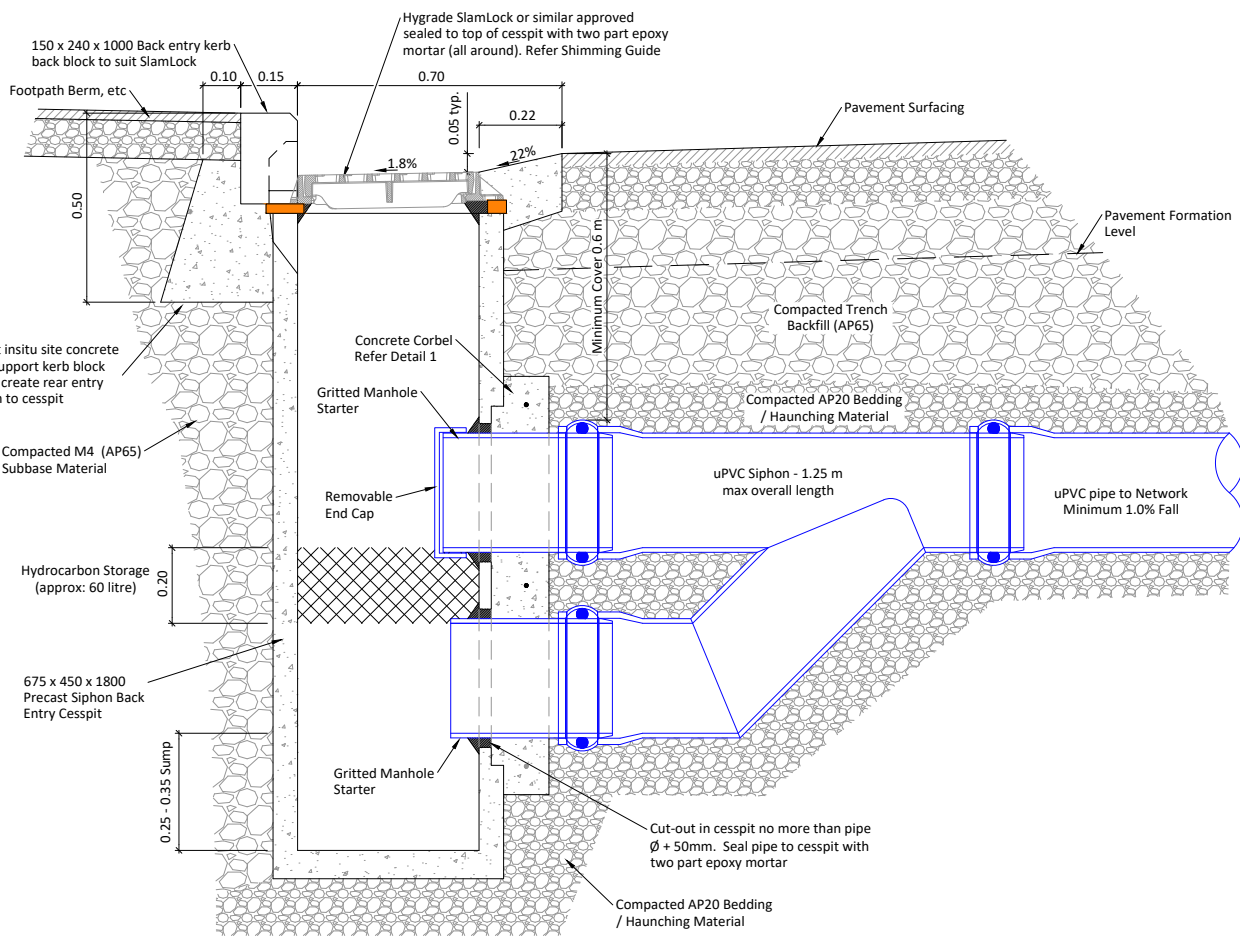 Hygrade SlamLock or similar approved
sealed to top of cesspit with two part epoxy
mortar (all around). Refer Shimming Guide
150 x 240 x 1000 Back entry kerb
back block to suit SlamLock
0.10
0.15
0.70
Footpath Berm, etc
0.05 typ.
0.22
Pavement Surfacing
1.8%
22%
0.50
Minimum Cover 0.6 m
Pavement Formation
Level
Compacted Trench
Backfill (AP65)
insitu site concrete
support kerb block
create rear entry
to cesspit
Concrete Corbel
Refer Detail 1
Gritted Manhole
Starter
Compacted AP20 Bedding
/ Haunching Material
Compacted M4 (AP65)
Subbase Material
Removable
End Cap
uPVC Siphon - 1.25 m
max overall length
uPVC pipe to Network
Minimum 1.0% Fall
Hydrocarbon Storage
(approx: 60 litre)
0.20
675 x 450 x 1800
Precast Siphon Back
Entry Cesspit
0.25 - 0.35 Sump
Gritted Manhole
Starter
Cut-out in cesspit no more than pipe
Ø + 50mm. Seal pipe to cesspit with
two part epoxy mortar
Compacted AP20 Bedding
/ Haunching Material